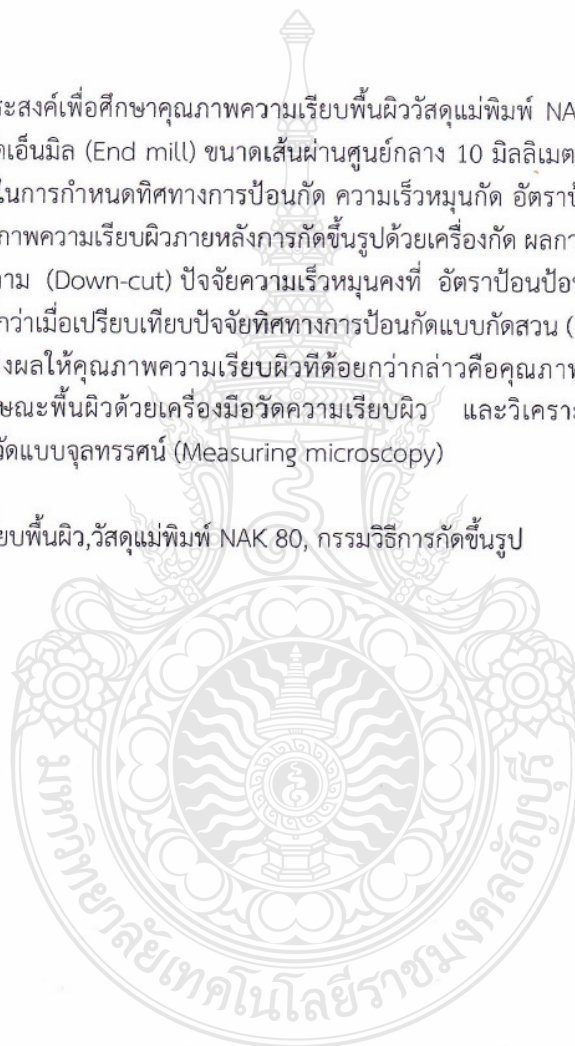 ระสงค์เพื่อศึกษาคุณภาพความเรียบพื้นผิววัสดุแม่พิมพ์ NA
ดเอ็นมิล (End mill) ขนาดเส้นผ่านศูนย์กลาง 10 มิลลิเมต
ในการกำหนดทิศทางการป้อนกัด ความเร็วหมุนกัด อัตราป้
ภาพความเรียบผิวภายหลังการกัดขึ้นรูปด้วยเครื่องกัด ผลกา
าม (Down-cut) ปัจจัยความเร็วหมุนคงที่ อัตราป้อนป้อน
กว่าเมื่อเปรียบเทียบปัจจัยทิศทางการป้อนกัดแบบกัดสวน (
งผลให้คุณภาพความเรียบผิวที่ด้อยกว่ากล่าวคือคุณภาพ
ษณะพื้นผิวด้วยเครื่องมือวัดความเรียบผิว และวิเคราะ
วัดแบบจุลทรรศน์ (Measuring microscopy)
ยบพื้นผิว,วัสดุแม่พิมพ์ NAK 80, กรรมวิธีการกัดขึ้นรูป
มหาวิทยาลัยเทคโนโลยีราชมงคลธัญบุรี